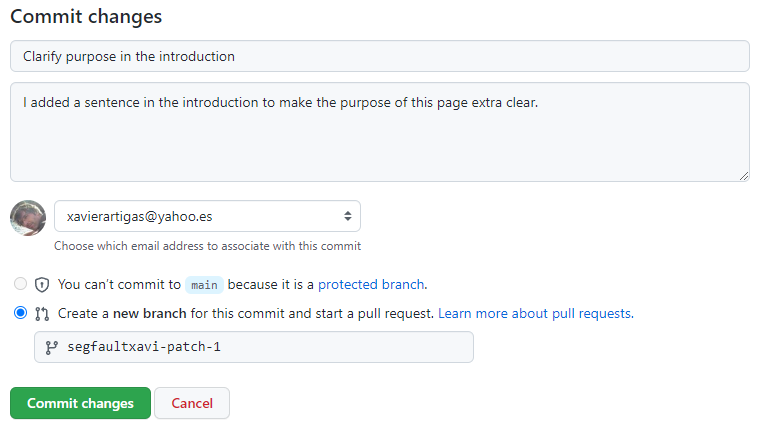 Commit changes
Clarify purpose in the introduction
I added a sentence in the introduction to make the purpose of this page extra clear.
xavierartigas@yahoo.es
Choose which email address to associate with this commit
You can’t commit to main because it is a protected branch.
Create a new branch for this commit and start a pull request. Learn more about pull requests.
segfaultxavi-patch-1
Commit changes Cancel